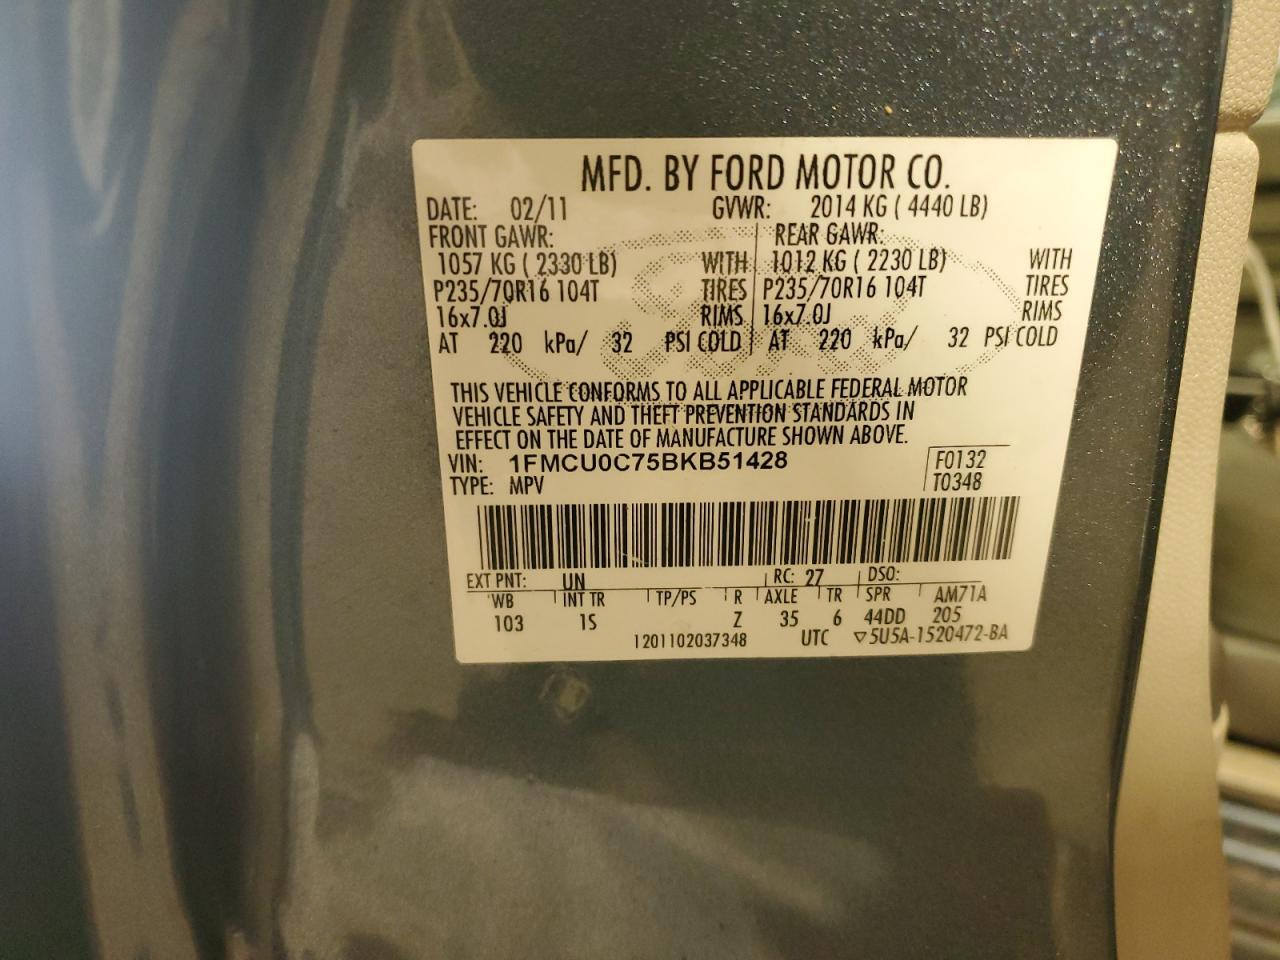 MFD. BY FORD MOTOR CO.
DATE: 02/11 GVWR: 2014 KG ( 4440 LB)
FRONT GAWR: REAR GAWR:
1057 KG ( 2330 LB) WITH 1012 KG ( 2230 LB) WITH
P235/70R16 104T TIRES P235/70R16 104T TIRES
16x7.0J RIMS 16x7.0J RIMS
AT 220 kPa/ 32 PSI COLD AT 220 kPa/ 32 PSI COLD
THIS VEHICLE CONFORMS TO ALL APPLICABLE FEDERAL MOTOR
VEHICLE SAFETY AND THEFT PREVENTION STANDARDS IN
EFFECT ON THE DATE OF MANUFACTURE SHOWN ABOVE.
VIN: 1FMCU0C75BKB51428 F0132
TYPE: MPV T0348
EXT PNT: UN RC: 27 DSO:
WB INT TR TP/PS R AXLE TR SPR AM71A
103 1S Z 35 6 44DD 205
1201102037348 UTC ▽5U5A-1520472-BA